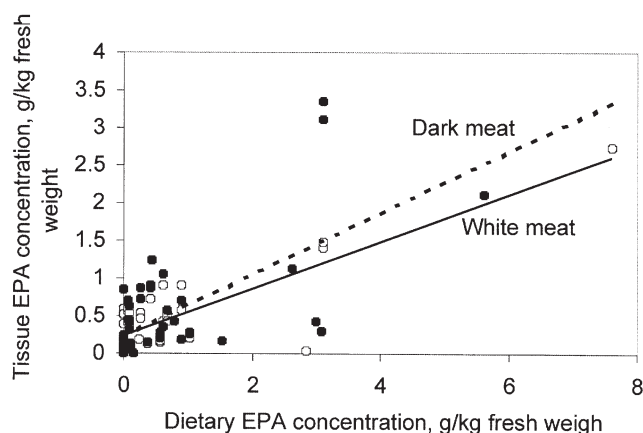 Tissue EPA concentration, g/kg fresh
weight
4
3.5
3
2.5
2
1.5
1
0.5
0
Dark meat
White meat
0
2
4
6
8
Dietary EPA concentration, g/kg fresh weigh